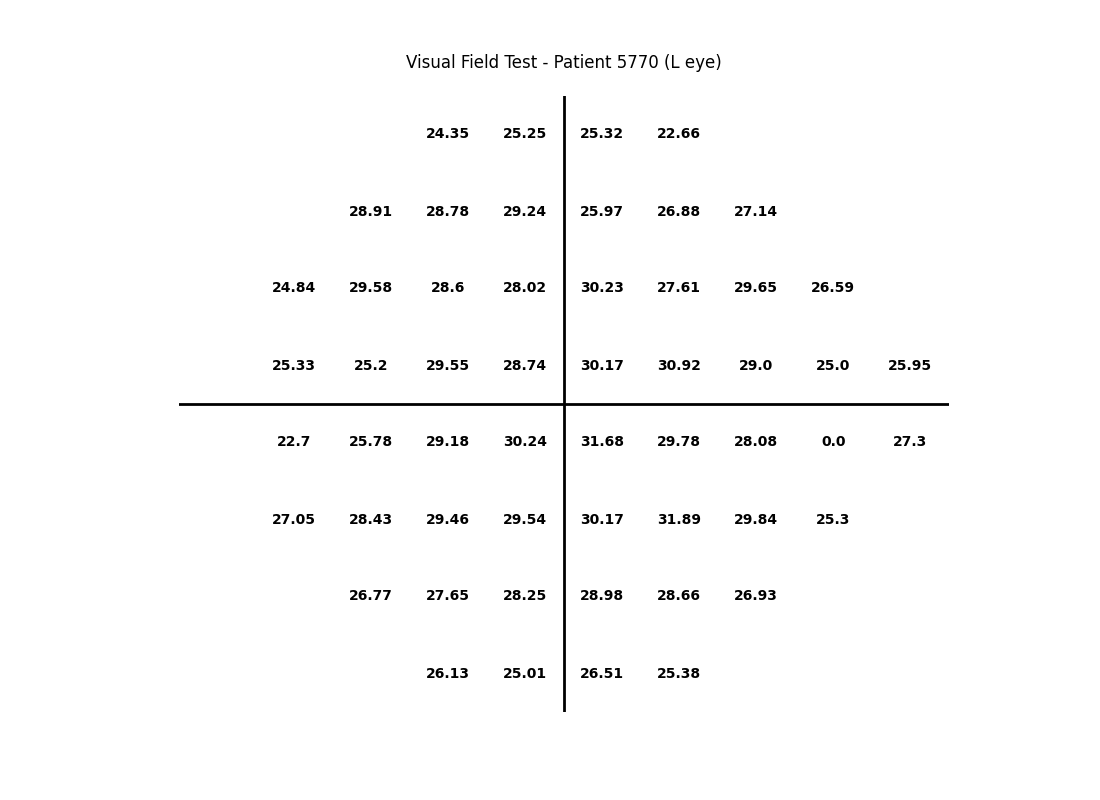 Visual Field Test - Patient 5770 (L eye)
24.35 25.25 25.32 22.66
28.91 28.78 29.24 25.97 26.88 27.14
24.84 29.58 28.6 28.02 30.23 27.61 29.65 26.59
25.33 25.2 29.55 28.74 30.17 30.92 29.0 25.0 25.95
22.7 25.78 29.18 30.24 31.68 29.78 28.08 0.0 27.3
27.05 28.43 29.46 29.54 30.17 31.89 29.84 25.3
26.77 27.65 28.25 28.98 28.66 26.93
26.13 25.01 26.51 25.38